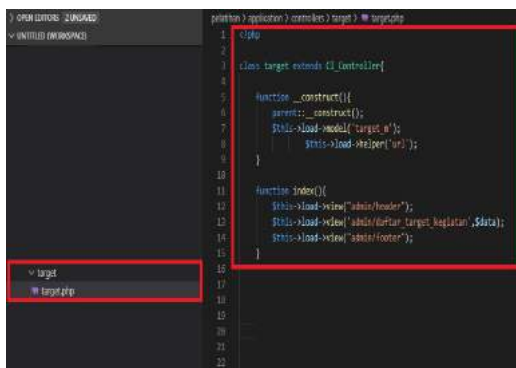 OPEN EDITORS 2 UNSAVED
UNTITLED (WORKSPACE)
target
target.php
pelatihan > application > controllers > target > target.php
1 <?php
2
3 class target extends CI_Controller{
4
5 function __construct(){
6 parent::__construct();
7 $this->load->model('target_m');
8 $this->load->helper('url');
9 }
10
11 function index(){
12 $this->load->view("admin/header");
13 $this->load->view('admin/daftar_target_kegiatan',$data);
14 $this->load->view("admin/footer");
15 }
16
17
18
19
20
21
22